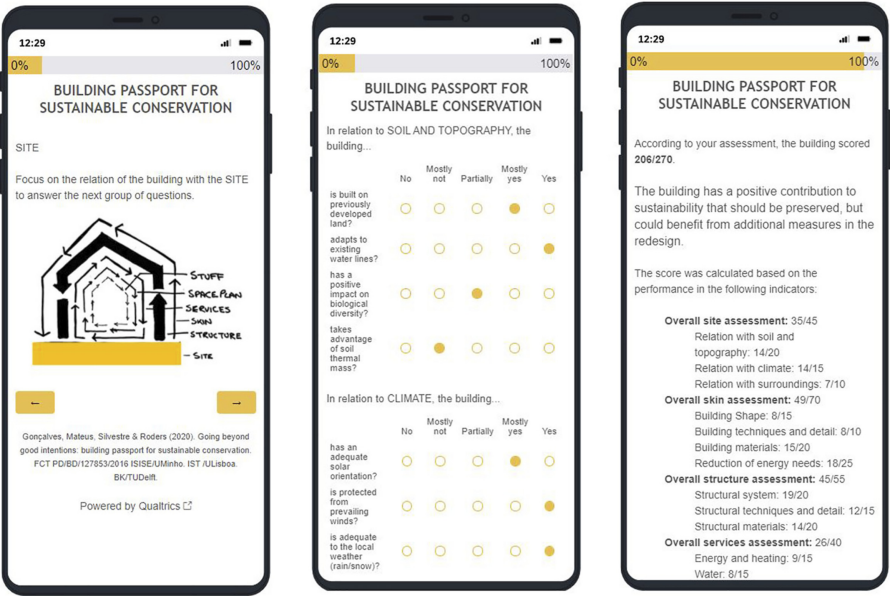 12:29
0% 100%
BUILDING PASSPORT FOR
SUSTAINABLE CONSERVATION
SITE
Focus on the relation of the building with the SITE
to answer the next group of questions.
STUFF
SPACE PLAN
SERVICES
SKIN
STRUCTURE
SITE
← →
Gonçalves, Mateus, Silvestre & Roders (2020). Going beyond
good intentions: building passport for sustainable conservation.
FCT PD/BD/127853/2016 ISISE/UMinho. IST /ULisboa.
BK/TUDelft.
Powered by Qualtrics
12:29
0% 100%
BUILDING PASSPORT FOR
SUSTAINABLE CONSERVATION
In relation to SOIL AND TOPOGRAPHY, the
building...
No Mostly not Partially Mostly yes Yes
is built on
previously
developed
land?
adapts to
existing
water lines?
has a
positive
impact on
biological
diversity?
takes
advantage
of soil
thermal
mass?
In relation to CLIMATE, the building...
No Mostly not Partially Mostly yes Yes
has an
adequate
solar
orientation?
is protected
from
prevailing
winds?
is adequate
to the local
weather
(rain/snow)?
12:29
0% 100%
BUILDING PASSPORT FOR
SUSTAINABLE CONSERVATION
According to your assessment, the building scored
206/270.
The building has a positive contribution to
sustainability that should be preserved, but
could benefit from additional measures in the
redesign.
The score was calculated based on the
performance in the following indicators:
Overall site assessment: 35/45
Relation with soil and
topography: 14/20
Relation with climate: 14/15
Relation with surroundings: 7/10
Overall skin assessment: 49/70
Building Shape: 8/15
Building techniques and detail: 8/10
Building materials: 15/20
Reduction of energy needs: 18/25
Overall structure assessment: 45/55
Structural system: 19/20
Structural techniques and detail: 12/15
Structural materials: 14/20
Overall services assessment: 26/40
Energy and heating: 9/15
Water: 8/15